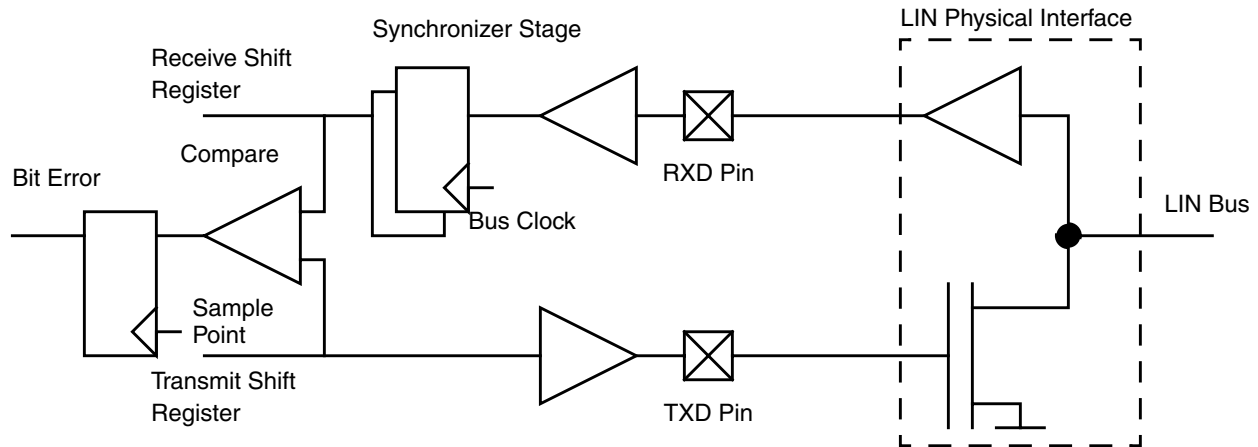 LIN Physical Interface
Synchronizer Stage
Receive Shift
Register
Compare
RXD Pin
Bit Error
LIN Bus
Bus Clock
Sample
Point
Transmit Shift
Register
TXD Pin